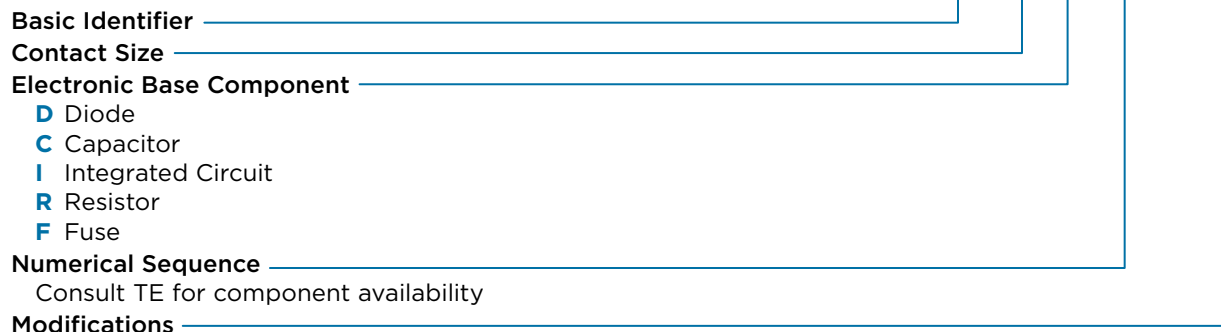 Basic Identifier
Contact Size
Electronic Base Component
D Diode
C Capacitor
I Integrated Circuit
R Resistor
F Fuse
Numerical Sequence
Consult TE for component availability
Modifications